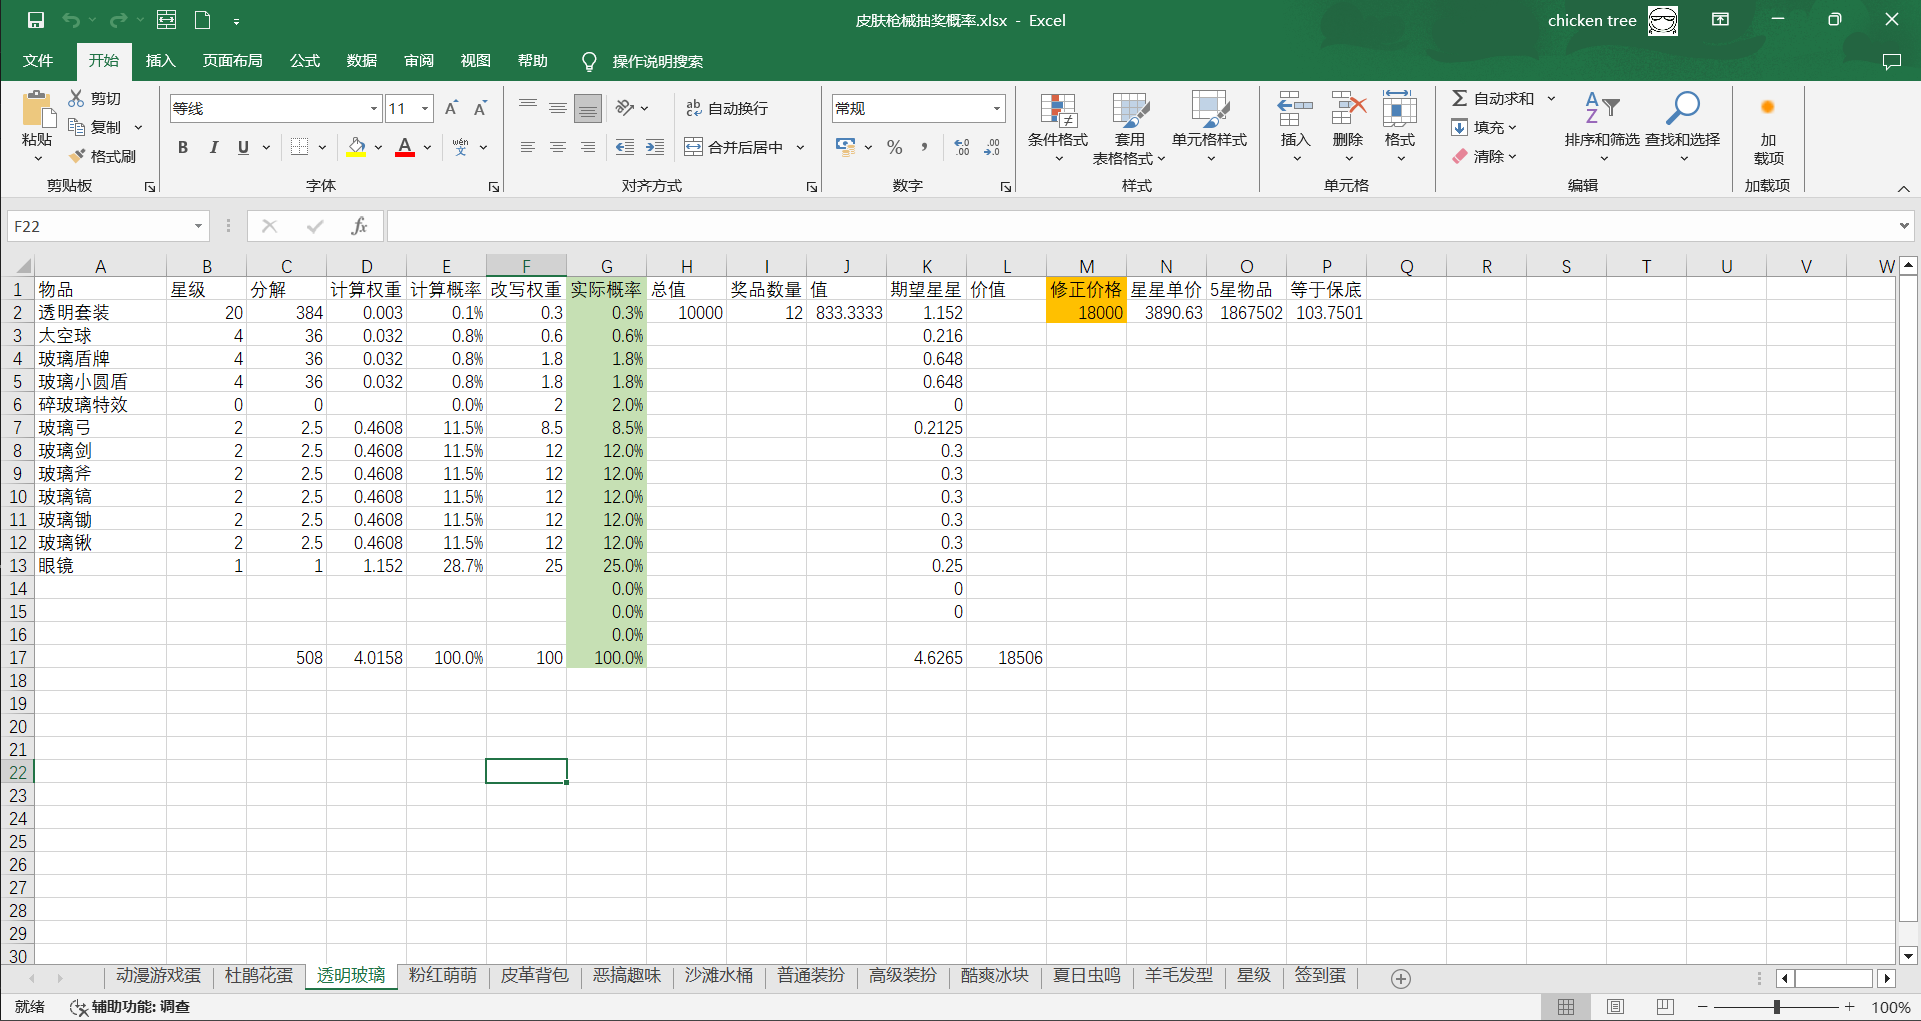 皮肤枪械抽奖概率.xlsx - Excel
chicken tree
文件 开始 插入 页面布局 公式 数据 审阅 视图 帮助 操作说明搜索
粘贴 剪切 复制 格式刷 剪贴板
等线 11
B I U A wén 文 字体
ab 自动换行
合并后居中 对齐方式
常规
% , 数字
条件格式 套用 表格格式 单元格样式 样式
插入 删除 格式 单元格
自动求和 填充 清除 排序和筛选 查找和选择 编辑
加 载项 加载项
F22 fx
A B C D E F G H I J K L M N O P Q R S T U V W
1 物品 星级 分解 计算权重 计算概率 改写权重 实际概率 总值 奖品数量 值 期望星星 价值 修正价格 星星单价 5星物品 等于保底
2 透明套装 20 384 0.003 0.1% 0.3 0.3% 10000 12 833.3333 1.152 18000 3890.63 1867502 103.7501
3 太空球 4 36 0.032 0.8% 0.6 0.6% 0.216
4 玻璃盾牌 4 36 0.032 0.8% 1.8 1.8% 0.648
5 玻璃小圆盾 4 36 0.032 0.8% 1.8 1.8% 0.648
6 碎玻璃特效 0 0 0.0% 2 2.0% 0
7 玻璃弓 2 2.5 0.4608 11.5% 8.5 8.5% 0.2125
8 玻璃剑 2 2.5 0.4608 11.5% 12 12.0% 0.3
9 玻璃斧 2 2.5 0.4608 11.5% 12 12.0% 0.3
10 玻璃镐 2 2.5 0.4608 11.5% 12 12.0% 0.3
11 玻璃锄 2 2.5 0.4608 11.5% 12 12.0% 0.3
12 玻璃锹 2 2.5 0.4608 11.5% 12 12.0% 0.3
13 眼镜 1 1 1.152 28.7% 25 25.0% 0.25
14 0.0% 0
15 0.0% 0
16 0.0%
17 508 4.0158 100.0% 100 100.0% 4.6265 18506
18
19
20
21
22
23
24
25
26
27
28
29
30
动漫游戏蛋 杜鹃花蛋 透明玻璃 粉红萌萌 皮革背包 恶搞趣味 沙滩水桶 普通装扮 高级装扮 酷爽冰块 夏日虫鸣 羊毛发型 星级 签到蛋
就绪 辅助功能: 调查 100%